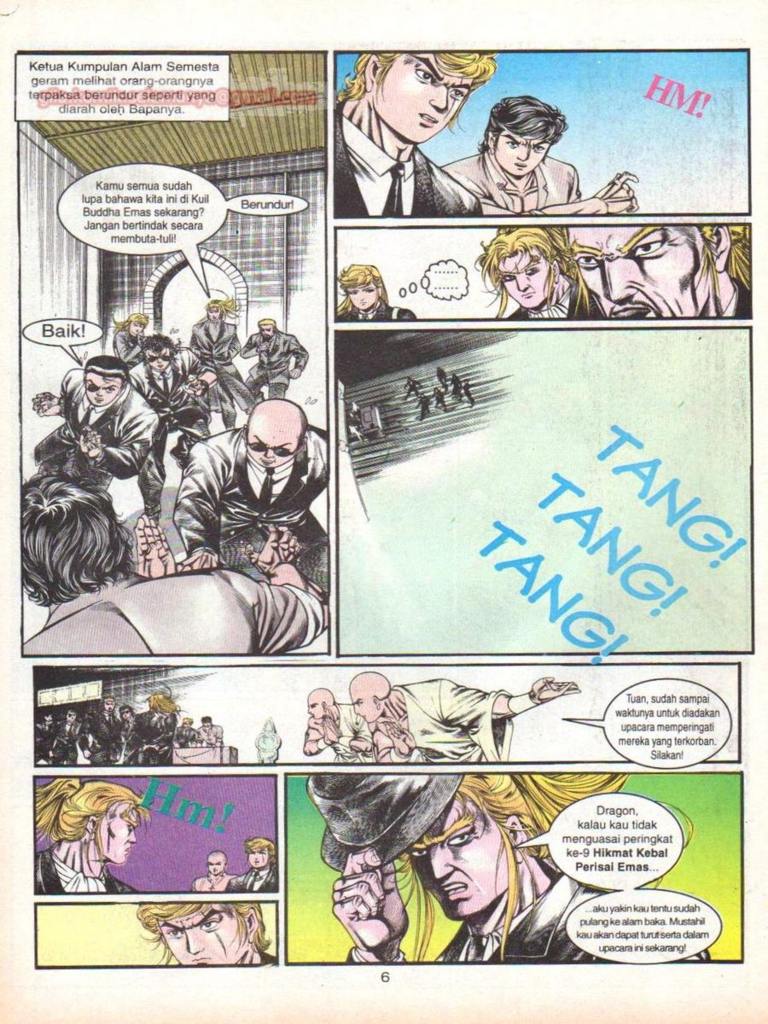 Ketua Kumpulan Alam Semesta
geram melihat orang-orangnya
terpaksa berundur seperti yang
diarah oleh Bapanya.
Kamu semua sudah
lupa bahawa kita ini di Kuil
Buddha Emas sekarang?
Jangan bertindak secara
membuta-tuli!
Berundur!
Baik!
HM!
.......
.......
TANG!
TANG!
TANG!
Tuan, sudah sampai
waktunya untuk diadakan
upacara memperingati
mereka yang terkorban.
Silakan!
Hm!
Dragon,
kalau kau tidak
menguasai peringkat
ke-9 Hikmat Kebal
Perisai Emas...
...aku yakin kau tentu sudah
pulang ke alam baka. Mustahil
kau akan dapat turut serta dalam
upacara ini sekarang!
6